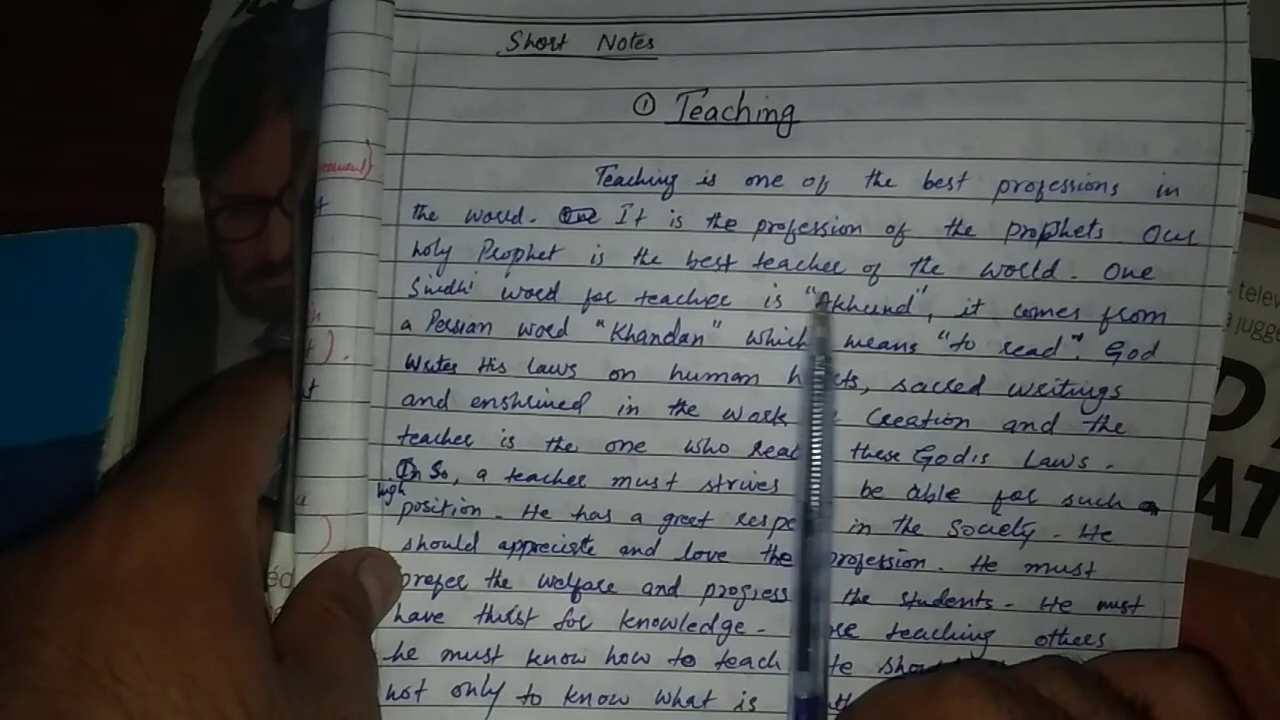 Short Notes
① Teaching
Teaching is one of the best professions in
the world. It is the profession of the prophets our
holy Prophet is the best teacher of the world. One
Sindhi word for teacher is "Akhund", it comes from
a Persian word "Khandan" which means "to read". God
writes His laws on human h ts, sacred writings
and enshrined in the work Creation and the
teacher is the one who read these God's Laws.
So, a teacher must strives be able for such a
high position. He has a great respe in the Society. He
should appreciate and love the profession. He must
prefer the welfare and progress the students. He must
have thirst for knowledge. teaching others
he must know how to teach
not only to know what is
telev
jugg
AT